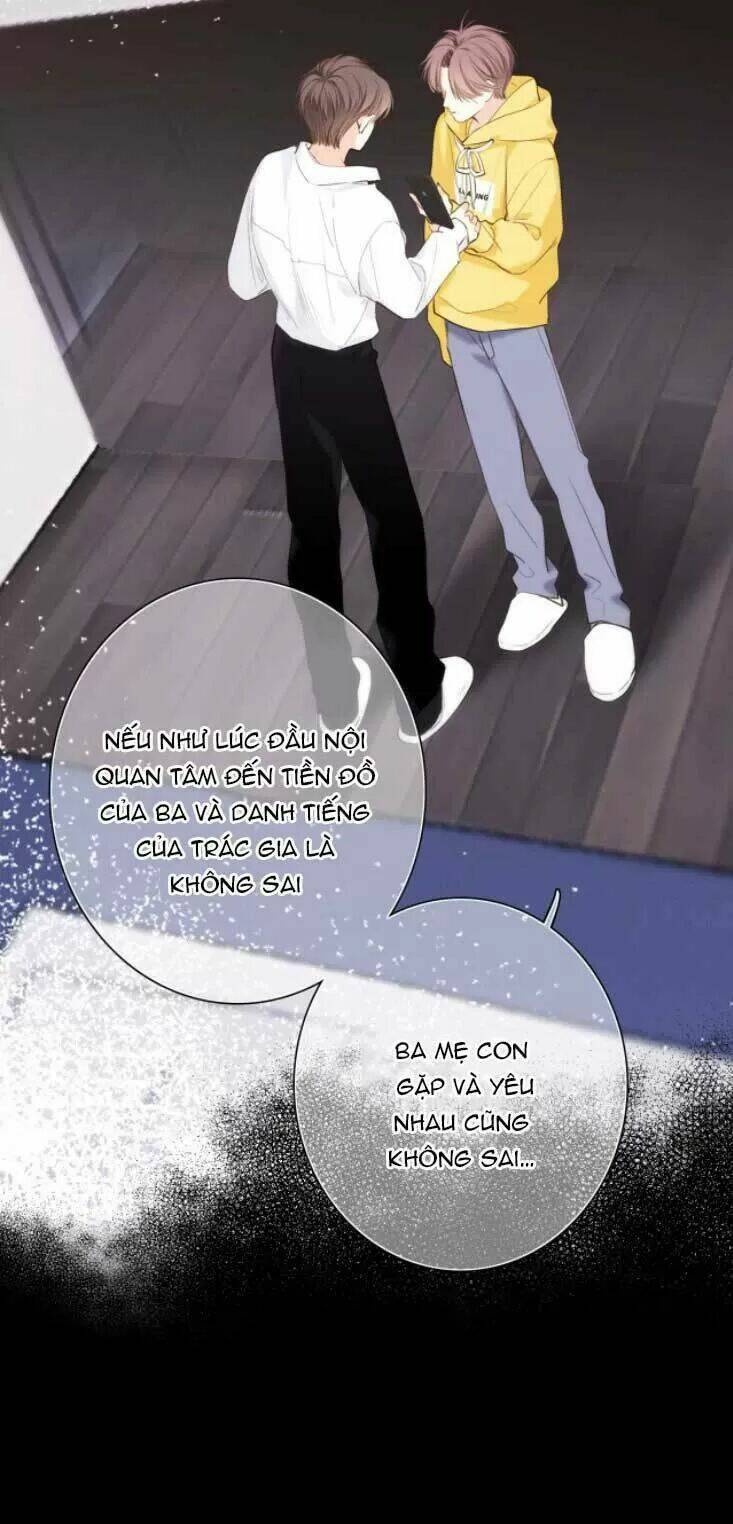 NẾU NHƯ LÚC ĐẦU NỘI
QUAN TÂM ĐẾN TIỀN ĐỒ
CỦA BA VÀ DANH TIẾNG
CỦA TRÁC GIA LÀ
KHÔNG SAI
BA MẸ CON
GẶP VÀ YÊU
NHAU CŨNG
KHÔNG SAI...